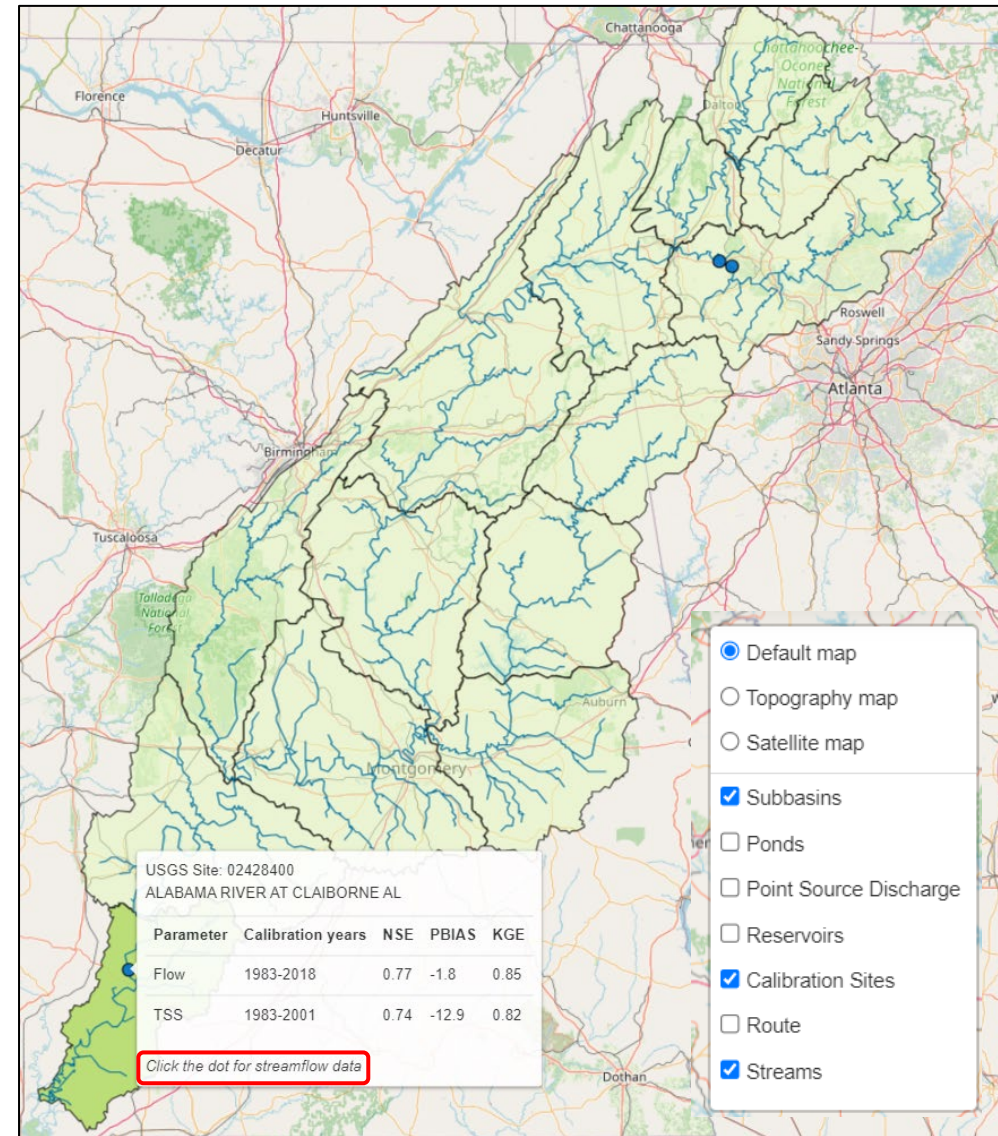 Chattanooga
Chattahoochee-
Oconee
National
Forest
Florence
Huntsville
Dalton
Decatur
Roswell
Sandy Springs
Atlanta
Birmingham
Tuscaloosa
Talladega
National
Forest
Auburn
Montgomery
Default map
Topography map
Satellite map
Subbasins
Ponds
Point Source Discharge
Reservoirs
Calibration Sites
Route
Streams
USGS Site: 02428400
ALABAMA RIVER AT CLAIBORNE AL
Parameter Calibration years NSE PBIAS KGE
Flow 1983-2018 0.77 -1.8 0.85
TSS 1983-2001 0.74 -12.9 0.82
Click the dot for streamflow data
Dothan